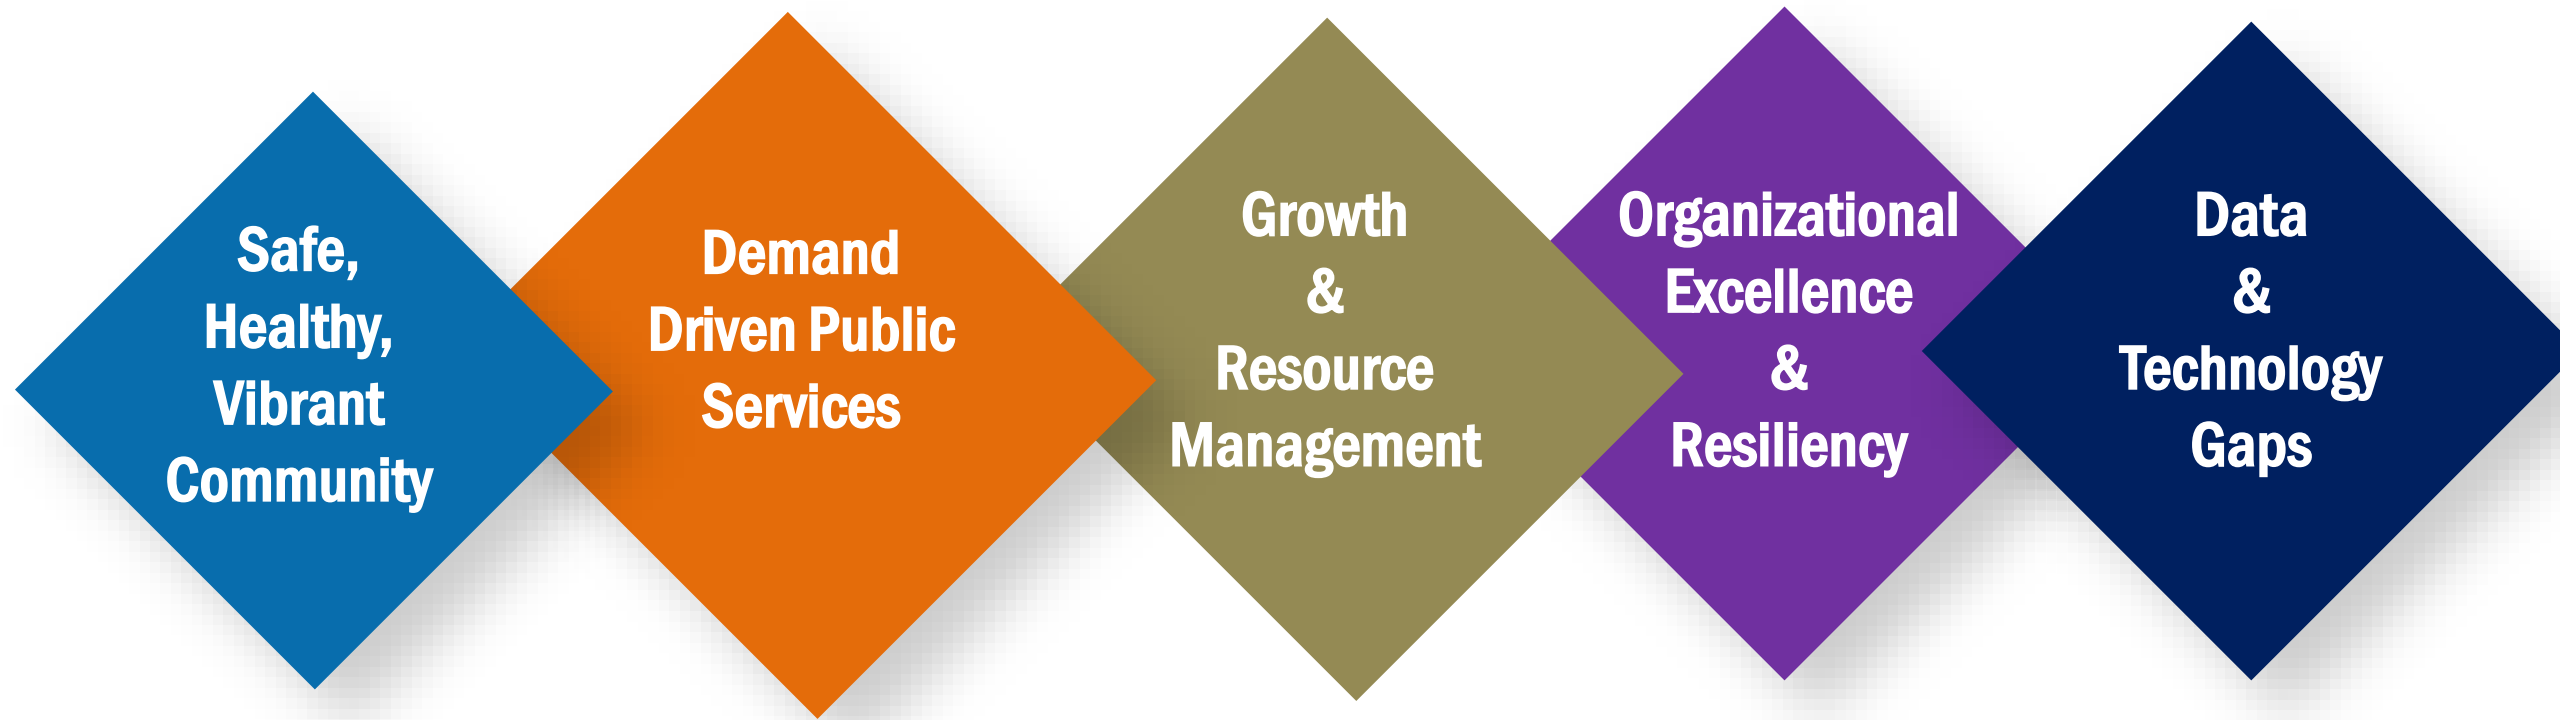 Safe,
Healthy,
Vibrant
Community
Demand
Driven Public
Services
Growth
&
Resource
Management
Organizational
Excellence
&
Resiliency
Data
&
Technology
Gaps